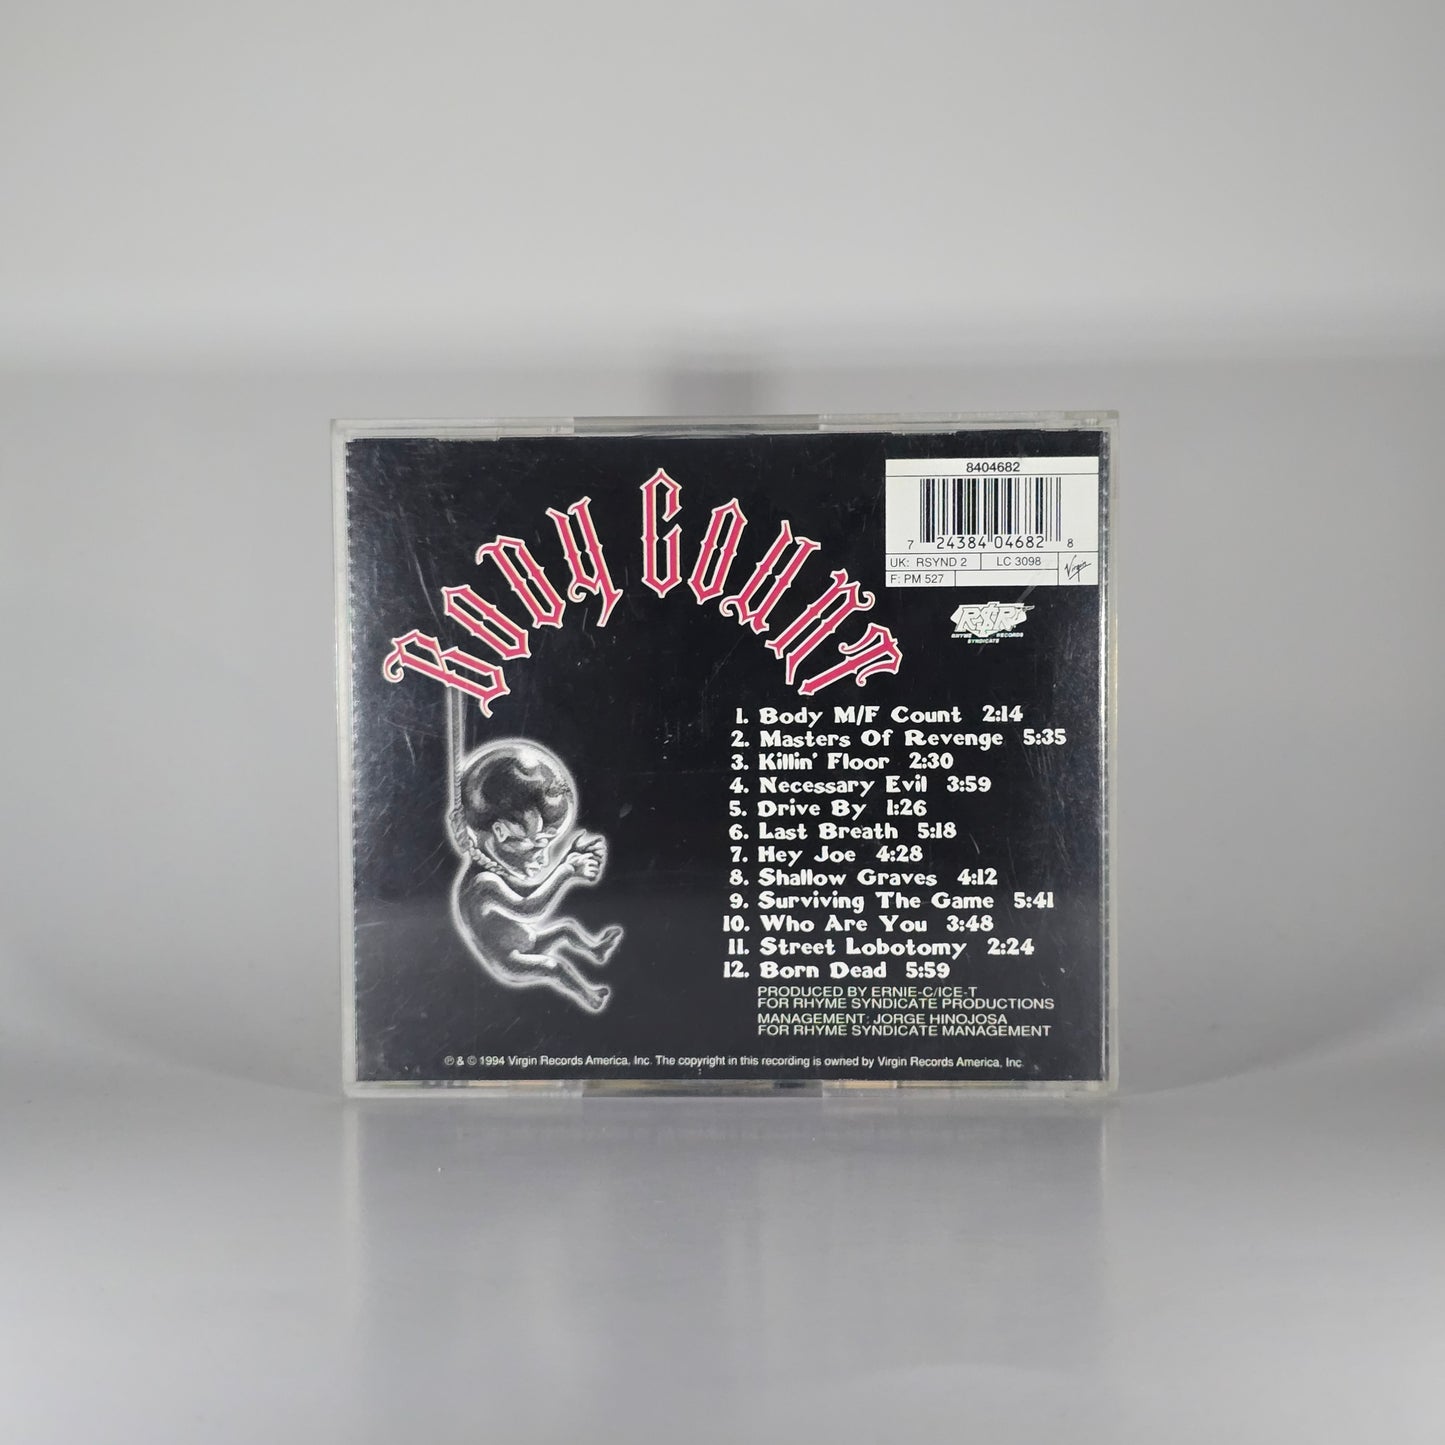 Body Count
8404682
7 24384 04682 8
UK: RSYND 2 LC 3098 Virgin
F: PM 527
R$R
RHYME RECORDS
SYNDICATE
1. Body M/F Count 2:14
2. Masters Of Revenge 5:35
3. Killin' Floor 2:30
4. Necessary Evil 3:59
5. Drive By 1:26
6. Last Breath 5:18
7. Hey Joe 4:28
8. Shallow Graves 4:12
9. Surviving The Game 5:41
10. Who Are You 3:48
11. Street Lobotomy 2:24
12. Born Dead 5:59
PRODUCED BY ERNIE-C/ICE-T
FOR RHYME SYNDICATE PRODUCTIONS
MANAGEMENT: JORGE HINOJOSA
FOR RHYME SYNDICATE MANAGEMENT
℗ & © 1994 Virgin Records America, Inc. The copyright in this recording is owned by Virgin Records America, Inc.